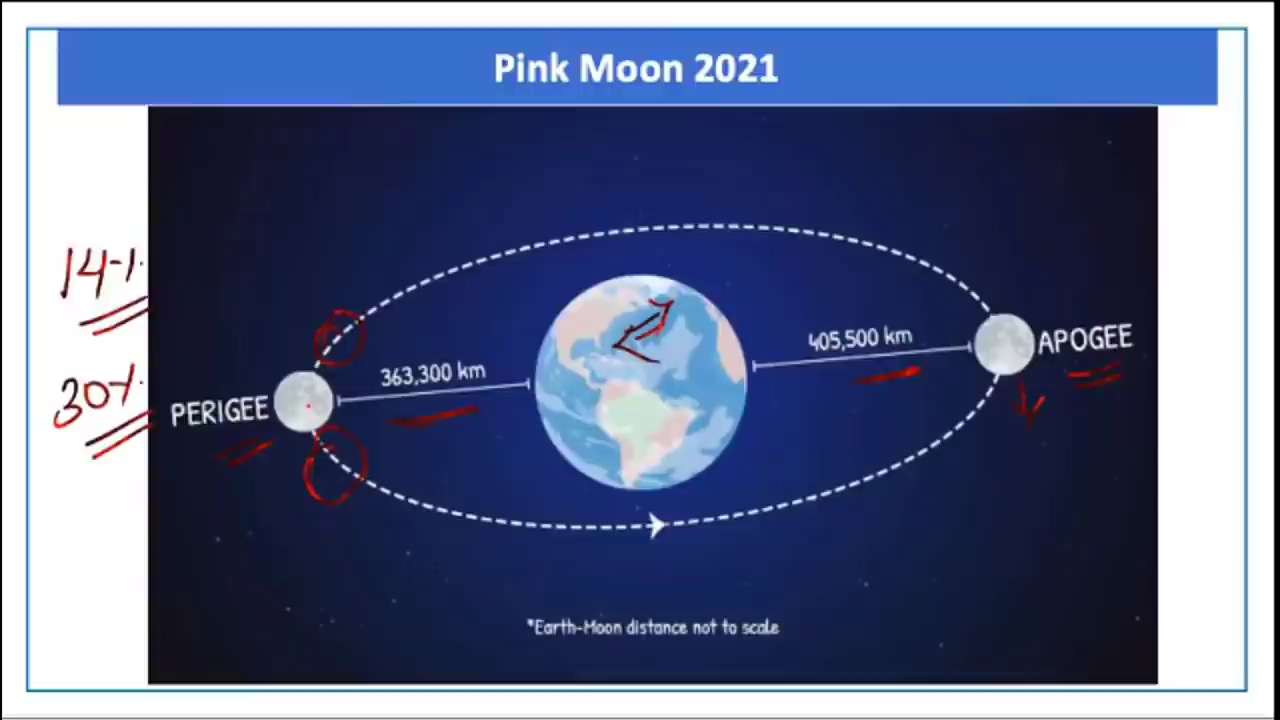 Pink Moon 2021
14%
30%
PERIGEE
363,300 km
405,500 km
APOGEE
*Earth-Moon distance not to scale